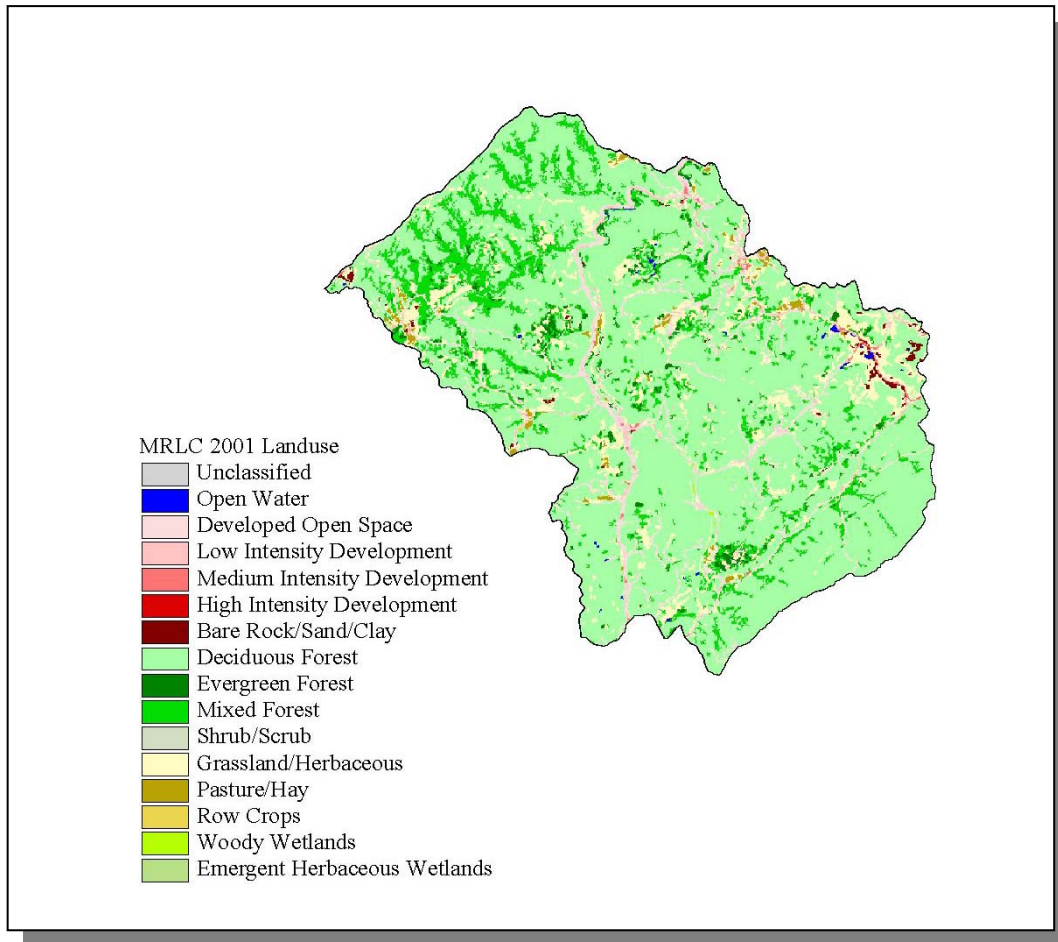 MRLC 2001 Landuse
Unclassified
Open Water
Developed Open Space
Low Intensity Development
Medium Intensity Development
High Intensity Development
Bare Rock/Sand/Clay
Deciduous Forest
Evergreen Forest
Mixed Forest
Shrub/Scrub
Grassland/Herbaceous
Pasture/Hay
Row Crops
Woody Wetlands
Emergent Herbaceous Wetlands